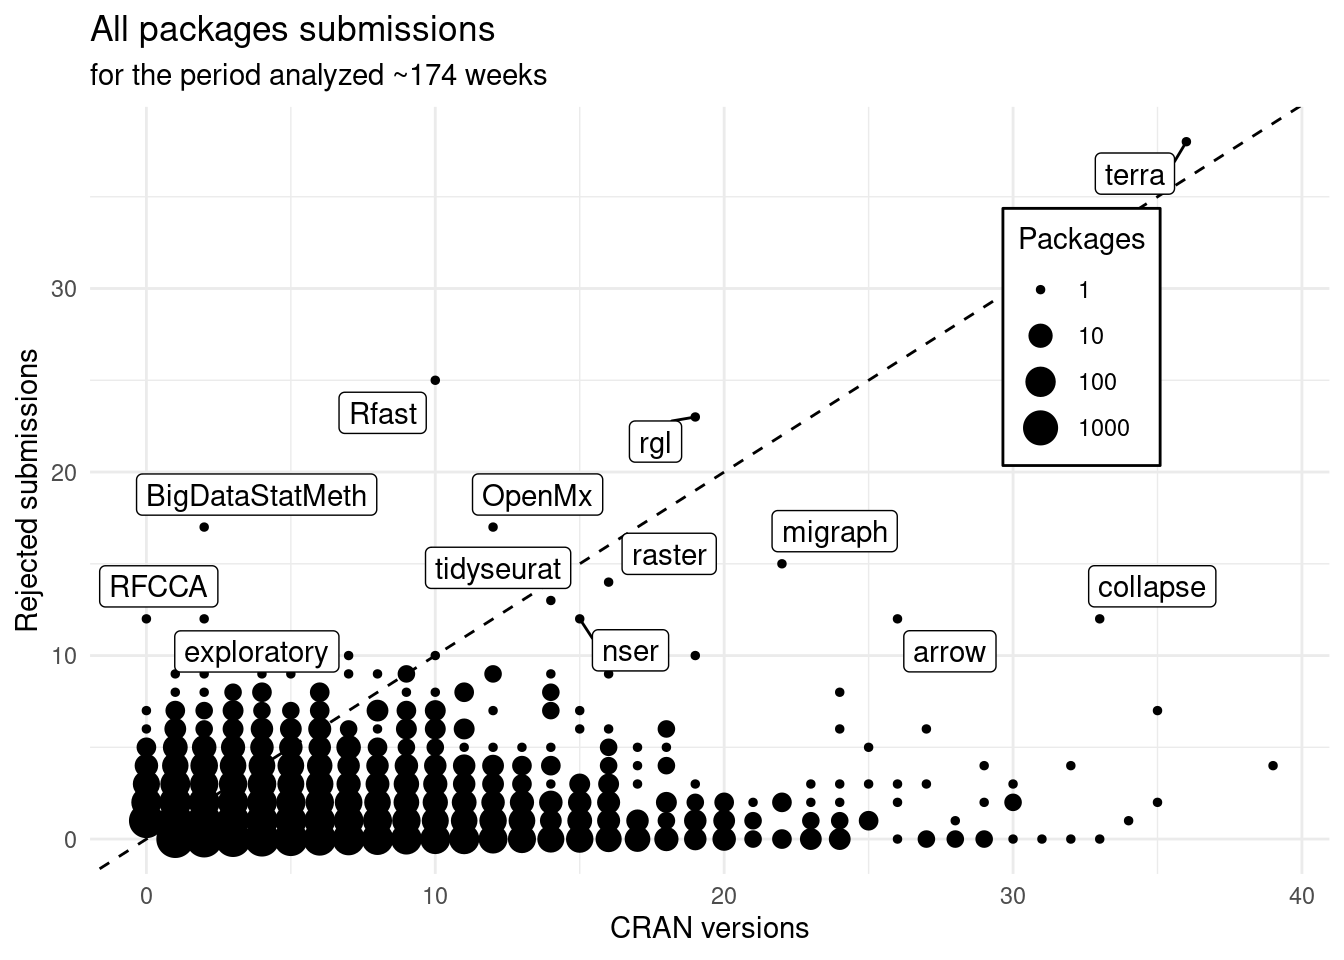 All packages submissions
for the period analyzed ~174 weeks
terra
Packages
1
10
100
1000
Rfast
rgl
BigDataStatMeth
OpenMx
migraph
raster
tidyseurat
RFCCA
collapse
exploratory
nser
arrow
30
20
10
0
Rejected submissions
0
10
20
30
40
CRAN versions